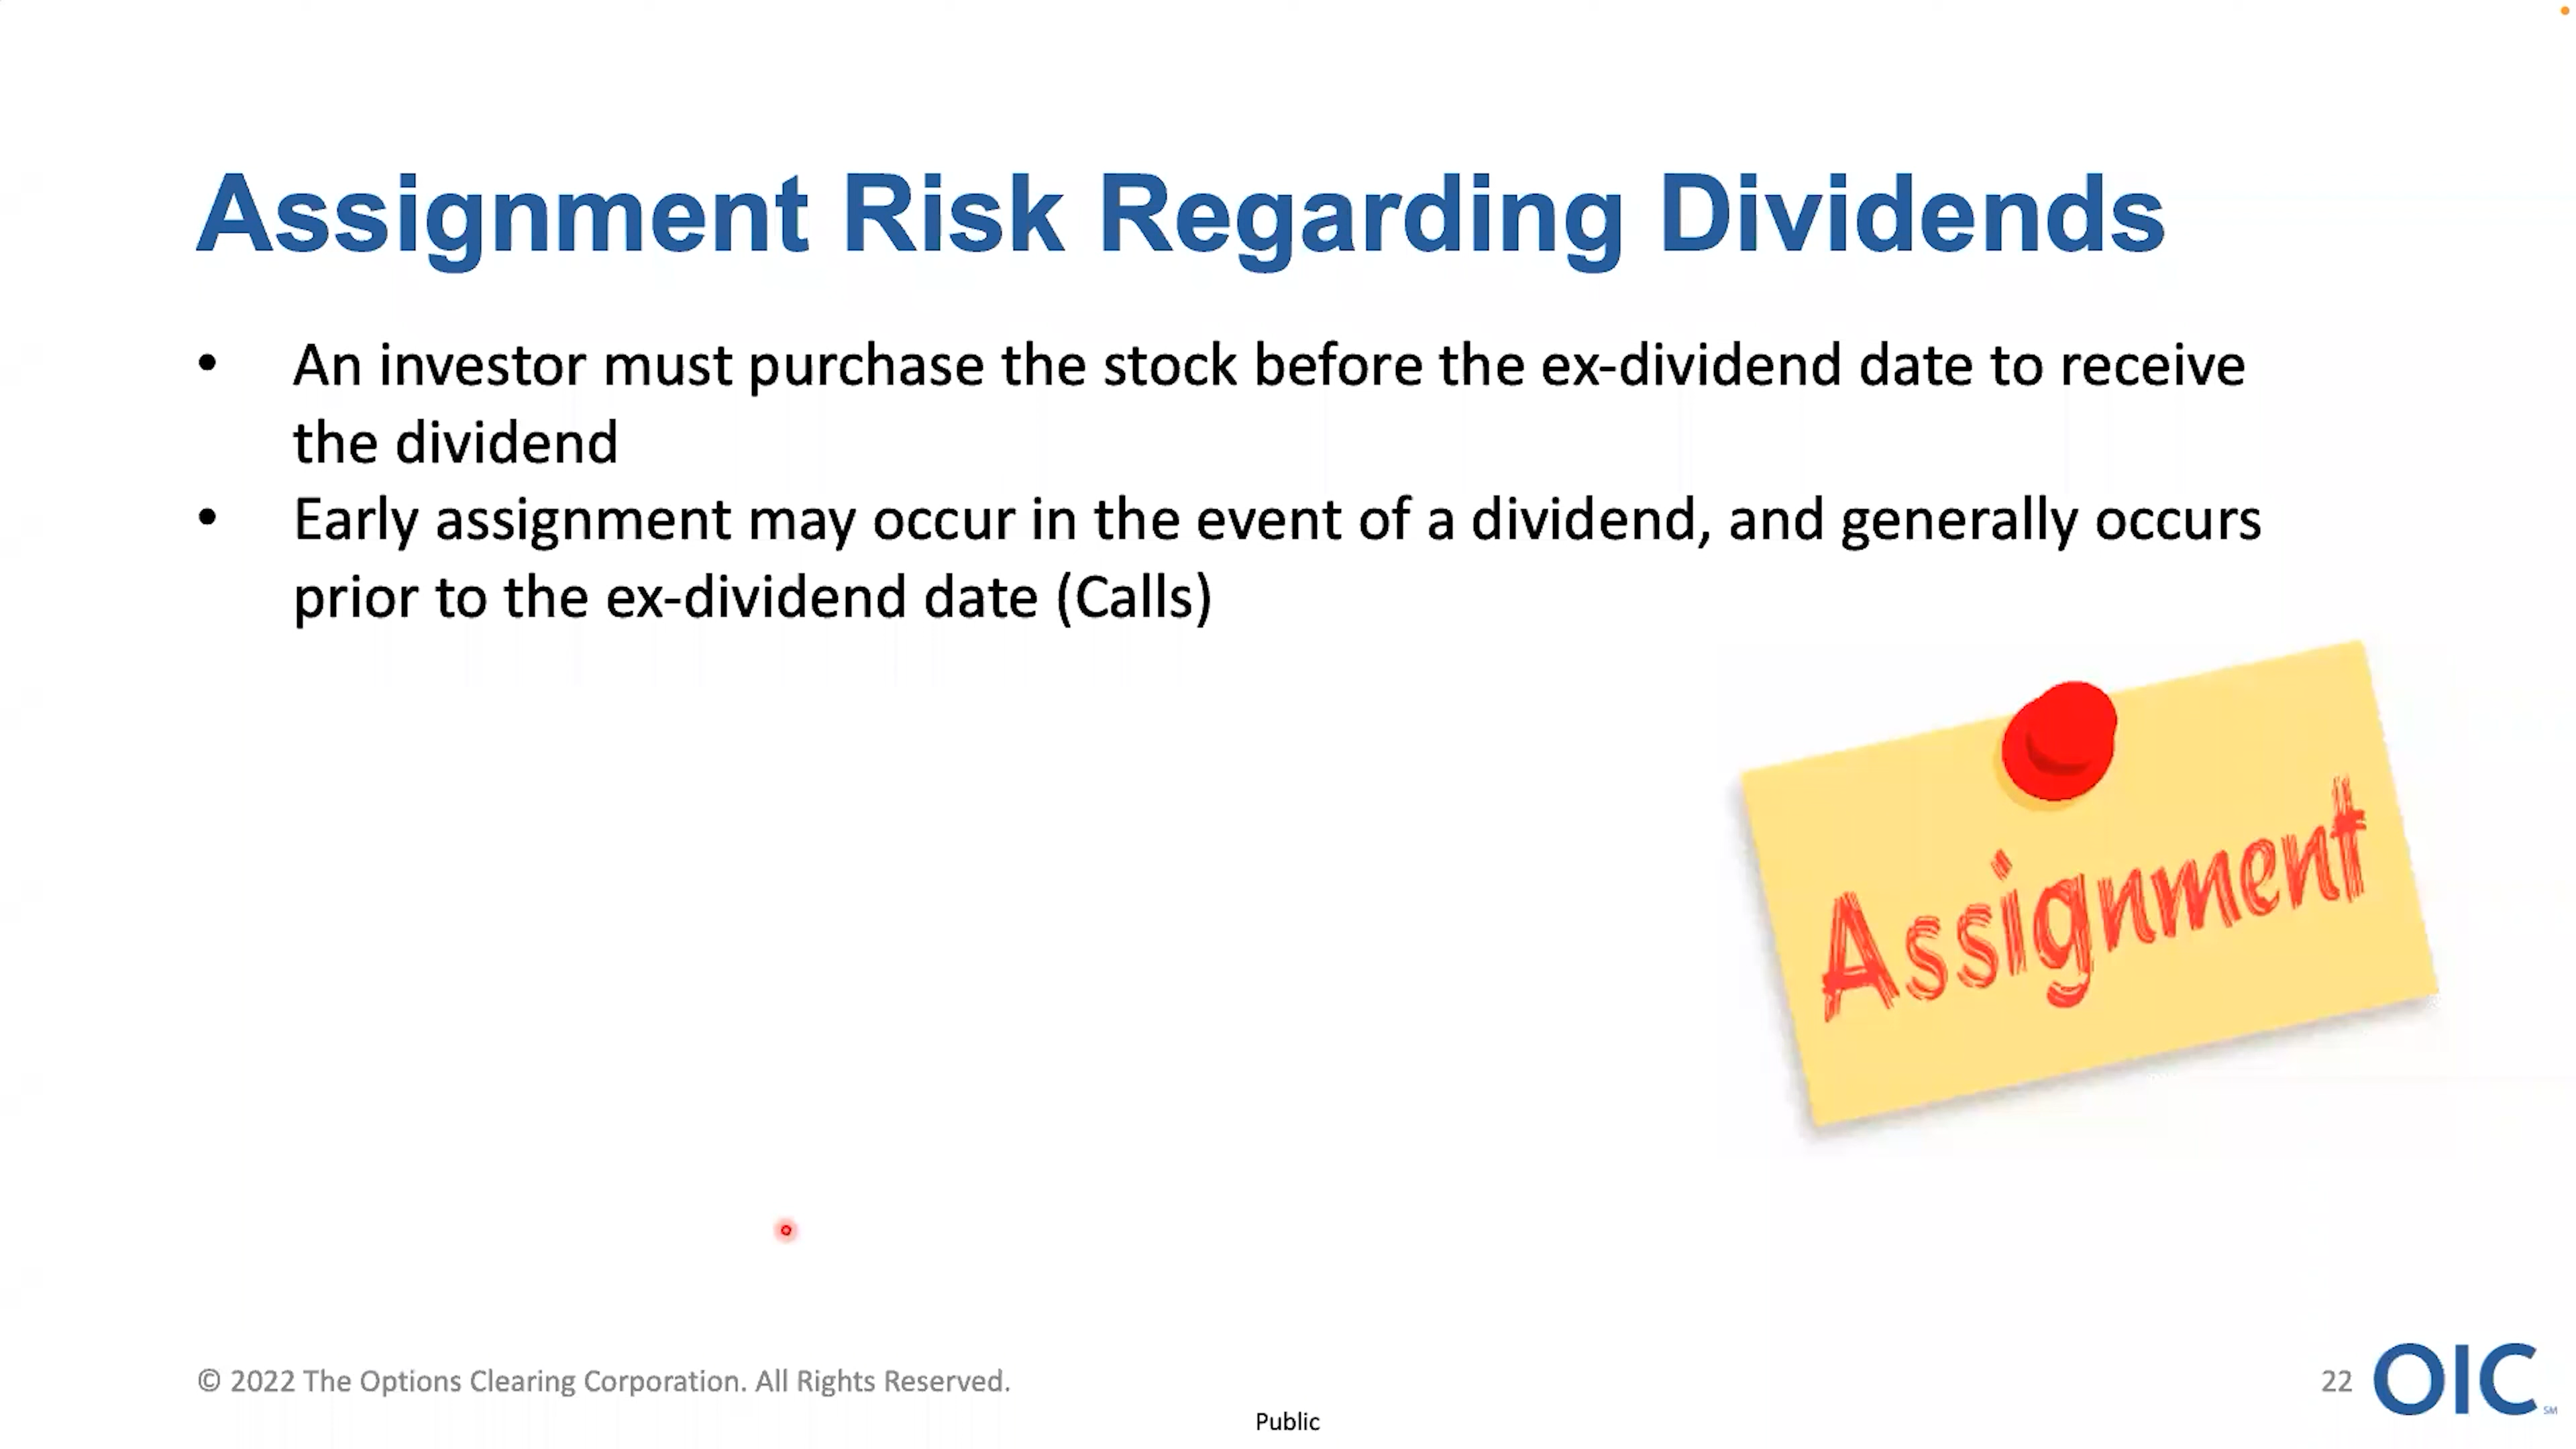 Assignment Risk Regarding Dividends
• An investor must purchase the stock before the ex-dividend date to receive
the dividend
• Early assignment may occur in the event of a dividend, and generally occurs
prior to the ex-dividend date (Calls)
Assignment
© 2022 The Options Clearing Corporation. All Rights Reserved.
22
OIC SM
Public